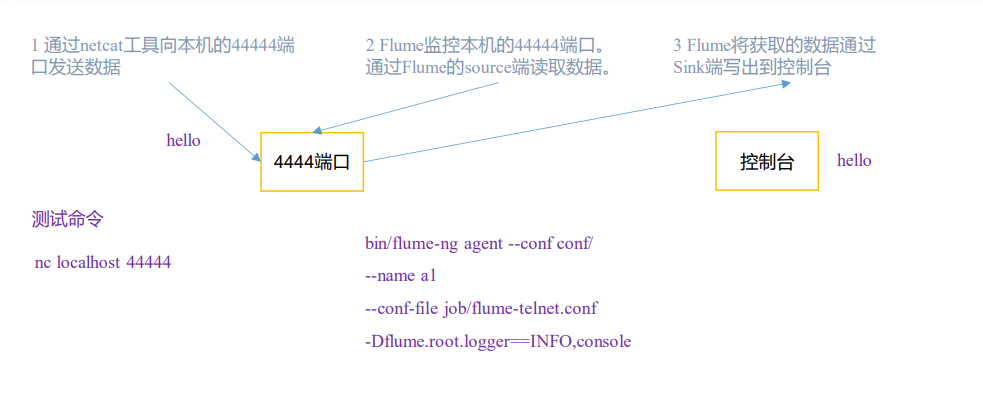 1 通过netcat工具向本机的44444端
口发送数据
2 Flume监控本机的44444端口。
通过Flume的source端读取数据。
3 Flume将获取的数据通过
Sink端写出到控制台
hello
4444端口
控制台
hello
测试命令
nc localhost 44444
bin/flume-ng agent --conf conf/
--name a1
--conf-file job/flume-telnet.conf
-Dflume.root.logger==INFO,console